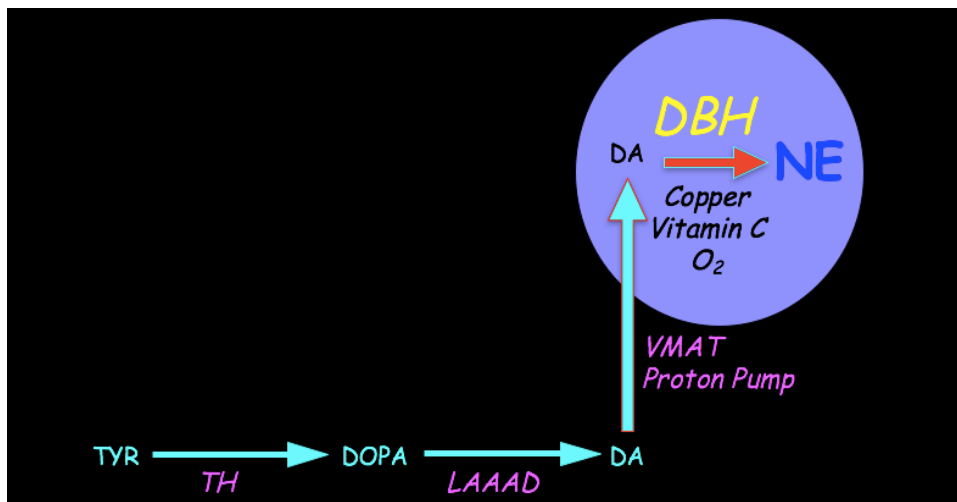 DBH
DA
NE
Copper
Vitamin C
O₂
VMAT
Proton Pump
TYR
DOPA
DA
TH
LAAAD